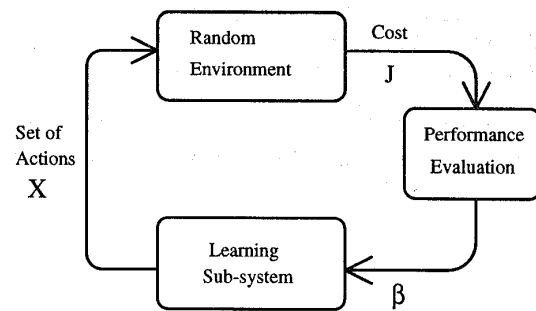 Random
Environment
Cost
J
Performance
Evaluation
Set of
Actions
X
Learning
Sub-system
β